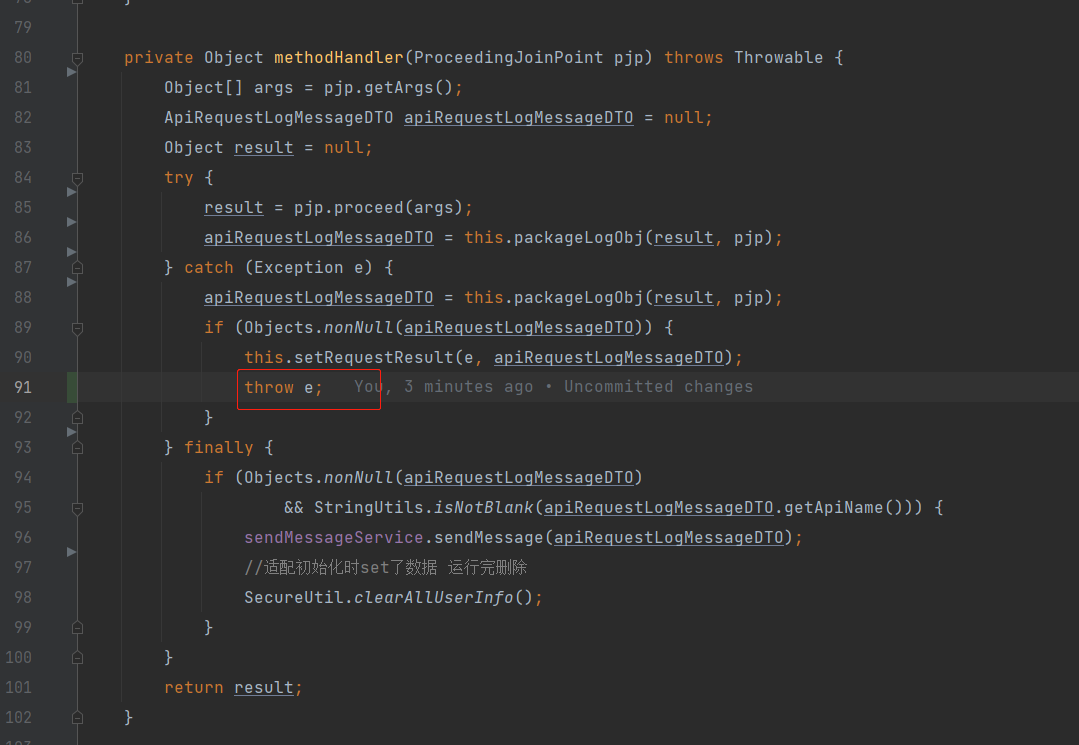 79
80 private Object methodHandler(ProceedingJoinPoint pjp) throws Throwable {
81 Object[] args = pjp.getArgs();
82 ApiRequestLogMessageDTO apiRequestLogMessageDTO = null;
83 Object result = null;
84 try {
85 result = pjp.proceed(args);
86 apiRequestLogMessageDTO = this.packageLogObj(result, pjp);
87 } catch (Exception e) {
88 apiRequestLogMessageDTO = this.packageLogObj(result, pjp);
89 if (Objects.nonNull(apiRequestLogMessageDTO)) {
90 this.setRequestResult(e, apiRequestLogMessageDTO);
91 throw e; You, 3 minutes ago • Uncommitted changes
92 }
93 } finally {
94 if (Objects.nonNull(apiRequestLogMessageDTO)
95 && StringUtils.isNotBlank(apiRequestLogMessageDTO.getApiName())) {
96 sendMessageService.sendMessage(apiRequestLogMessageDTO);
97 //适配初始化时set了数据 运行完删除
98 SecureUtil.clearAllUserInfo();
99 }
100 }
101 return result;
102 }